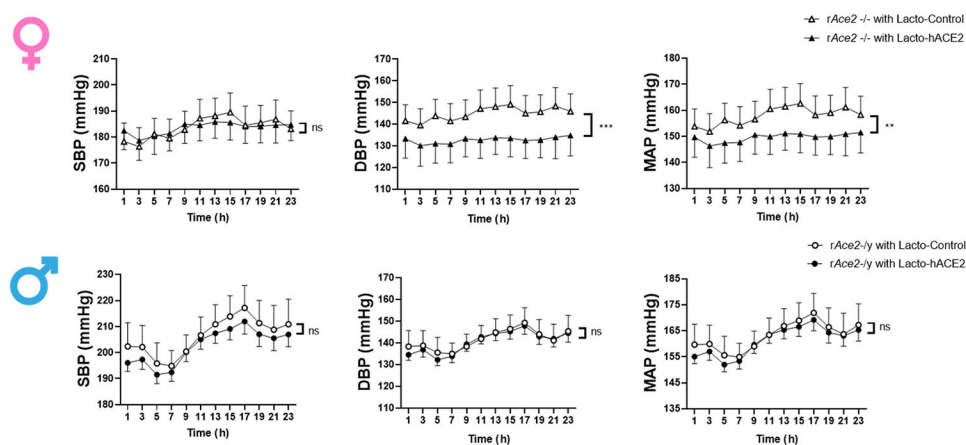 rAce2 -/- with Lacto-Control
rAce2 -/- with Lacto-hACE2
SBP (mmHg)
210
200
190
180
170
160
1 3 5 7 9 11 13 15 17 19 21 23
Time (h)
ns
DBP (mmHg)
170
160
150
140
130
120
110
1 3 5 7 9 11 13 15 17 19 21 23
Time (h)
***
MAP (mmHg)
180
170
160
150
140
130
1 3 5 7 9 11 13 15 17 19 21 23
Time (h)
**
rAce2-/y with Lacto-Control
rAce2-/y with Lacto-hACE2
SBP (mmHg)
230
220
210
200
190
180
1 3 5 7 9 11 13 15 17 19 21 23
Time (h)
ns
DBP (mmHg)
170
160
150
140
130
120
110
1 3 5 7 9 11 13 15 17 19 21 23
Time (h)
ns
MAP (mmHg)
185
175
165
155
145
135
1 3 5 7 9 11 13 15 17 19 21 23
Time (h)
ns